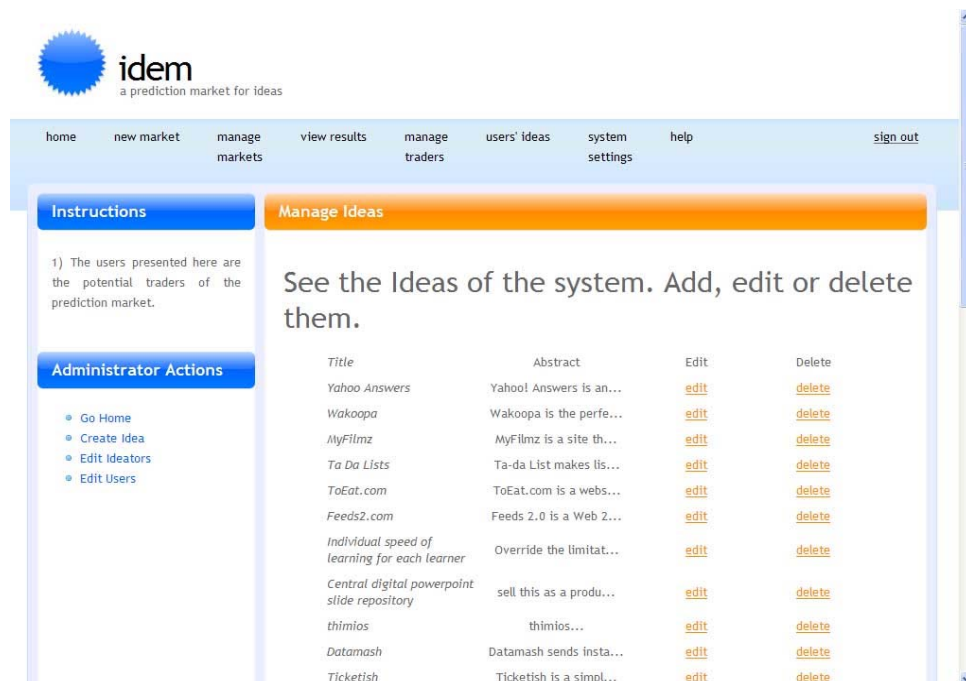 idem
a prediction market for ideas
home new market manage markets view results manage traders users' ideas system settings help sign out
Instructions
1) The users presented here are
the potential traders of the
prediction market.
Administrator Actions
Go Home
Create Idea
Edit Ideators
Edit Users
Manage Ideas
See the Ideas of the system. Add, edit or delete
them.
Title Abstract Edit Delete
Yahoo Answers Yahoo! Answers is an... edit delete
Wakoopa Wakoopa is the perfe... edit delete
MyFilmz MyFilmz is a site th... edit delete
Ta Da Lists Ta-da List makes lis... edit delete
ToEat.com ToEat.com is a webs... edit delete
Feeds2.com Feeds 2.0 is a Web 2... edit delete
Individual speed of
learning for each learner Override the limitat... edit delete
Central digital powerpoint
slide repository sell this as a produ... edit delete
thimios thimios... edit delete
Datamash Datamash sends insta... edit delete
Ticketish Ticketish is a simpl... edit delete